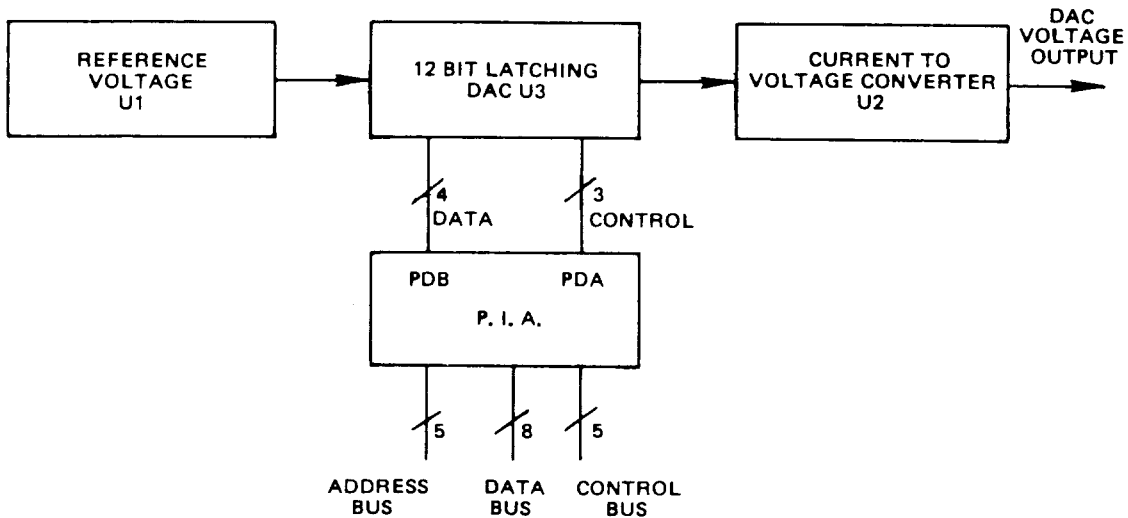 REFERENCE
VOLTAGE
U1
12 BIT LATCHING
DAC U3
CURRENT TO
VOLTAGE CONVERTER
U2
DAC
VOLTAGE
OUTPUT
4
DATA
3
CONTROL
PDB
PDA
P. I. A.
5
8
5
ADDRESS
BUS
DATA
BUS
CONTROL BUS
BUS